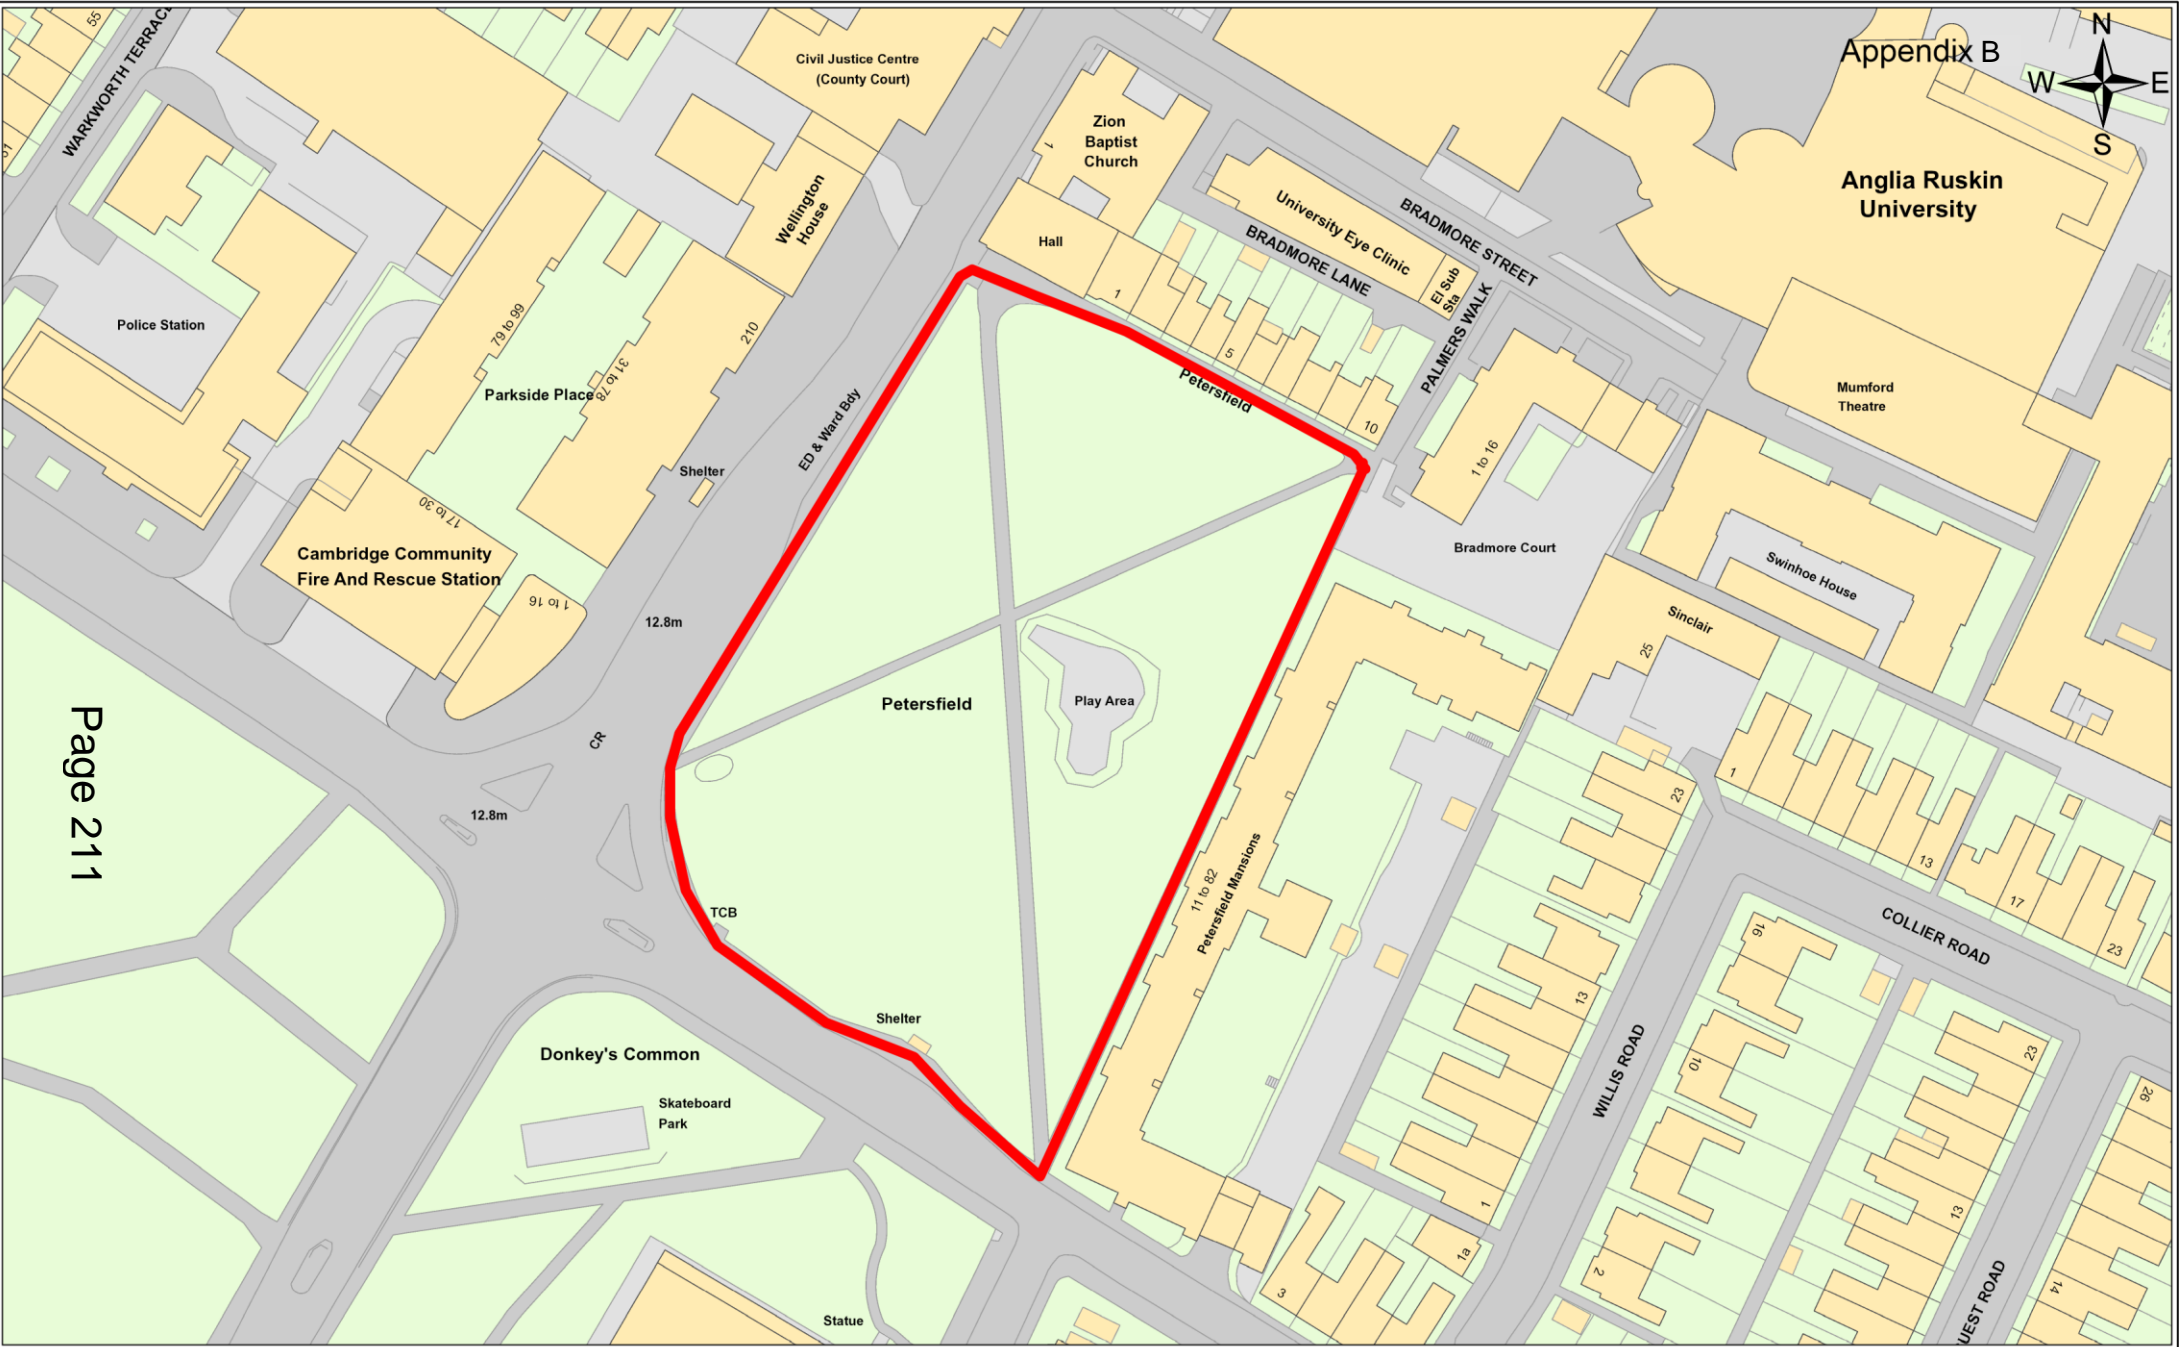 Appendix B
N
W
E
S
55
WARKWORTH TERRACE
51
Civil Justice Centre
(County Court)
Zion
Baptist
Church
1
Wellington
House
University Eye Clinic
BRADMORE STREET
Anglia Ruskin
University
Hall
BRADMORE LANE
El Sub
Sta
PALMERS WALK
Police Station
79 to 99
210
1
5
10
Petersfield
Parkside Place
31 to 78
ED & Ward Bdy
Mumford
Theatre
Shelter
1 to 16
17 to 30
Cambridge Community
Fire And Rescue Station
1 to 16
Bradmore Court
Swinhoe House
Sinclair
25
12.8m
Petersfield
Play Area
CR
12.8m
Page 211
23
1
13
17
23
COLLIER ROAD
11 to 82
Petersfield Mansions
TCB
16
13
Shelter
Donkey's Common
Skateboard
Park
WILLIS ROAD
10
23
26
1
13
1a
3
2
14
UEST ROAD
Statue